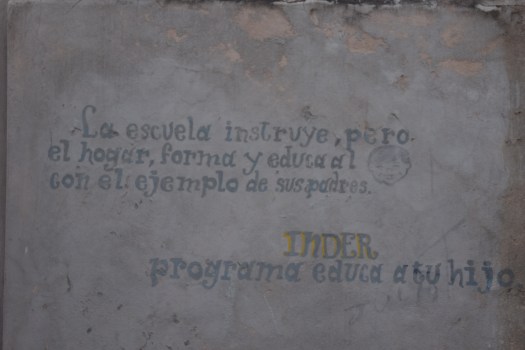 La escuela instruye, pero
el hogar, forma y educa al
con el ejemplo de sus padres.
INDER
programa educa a tu hijo